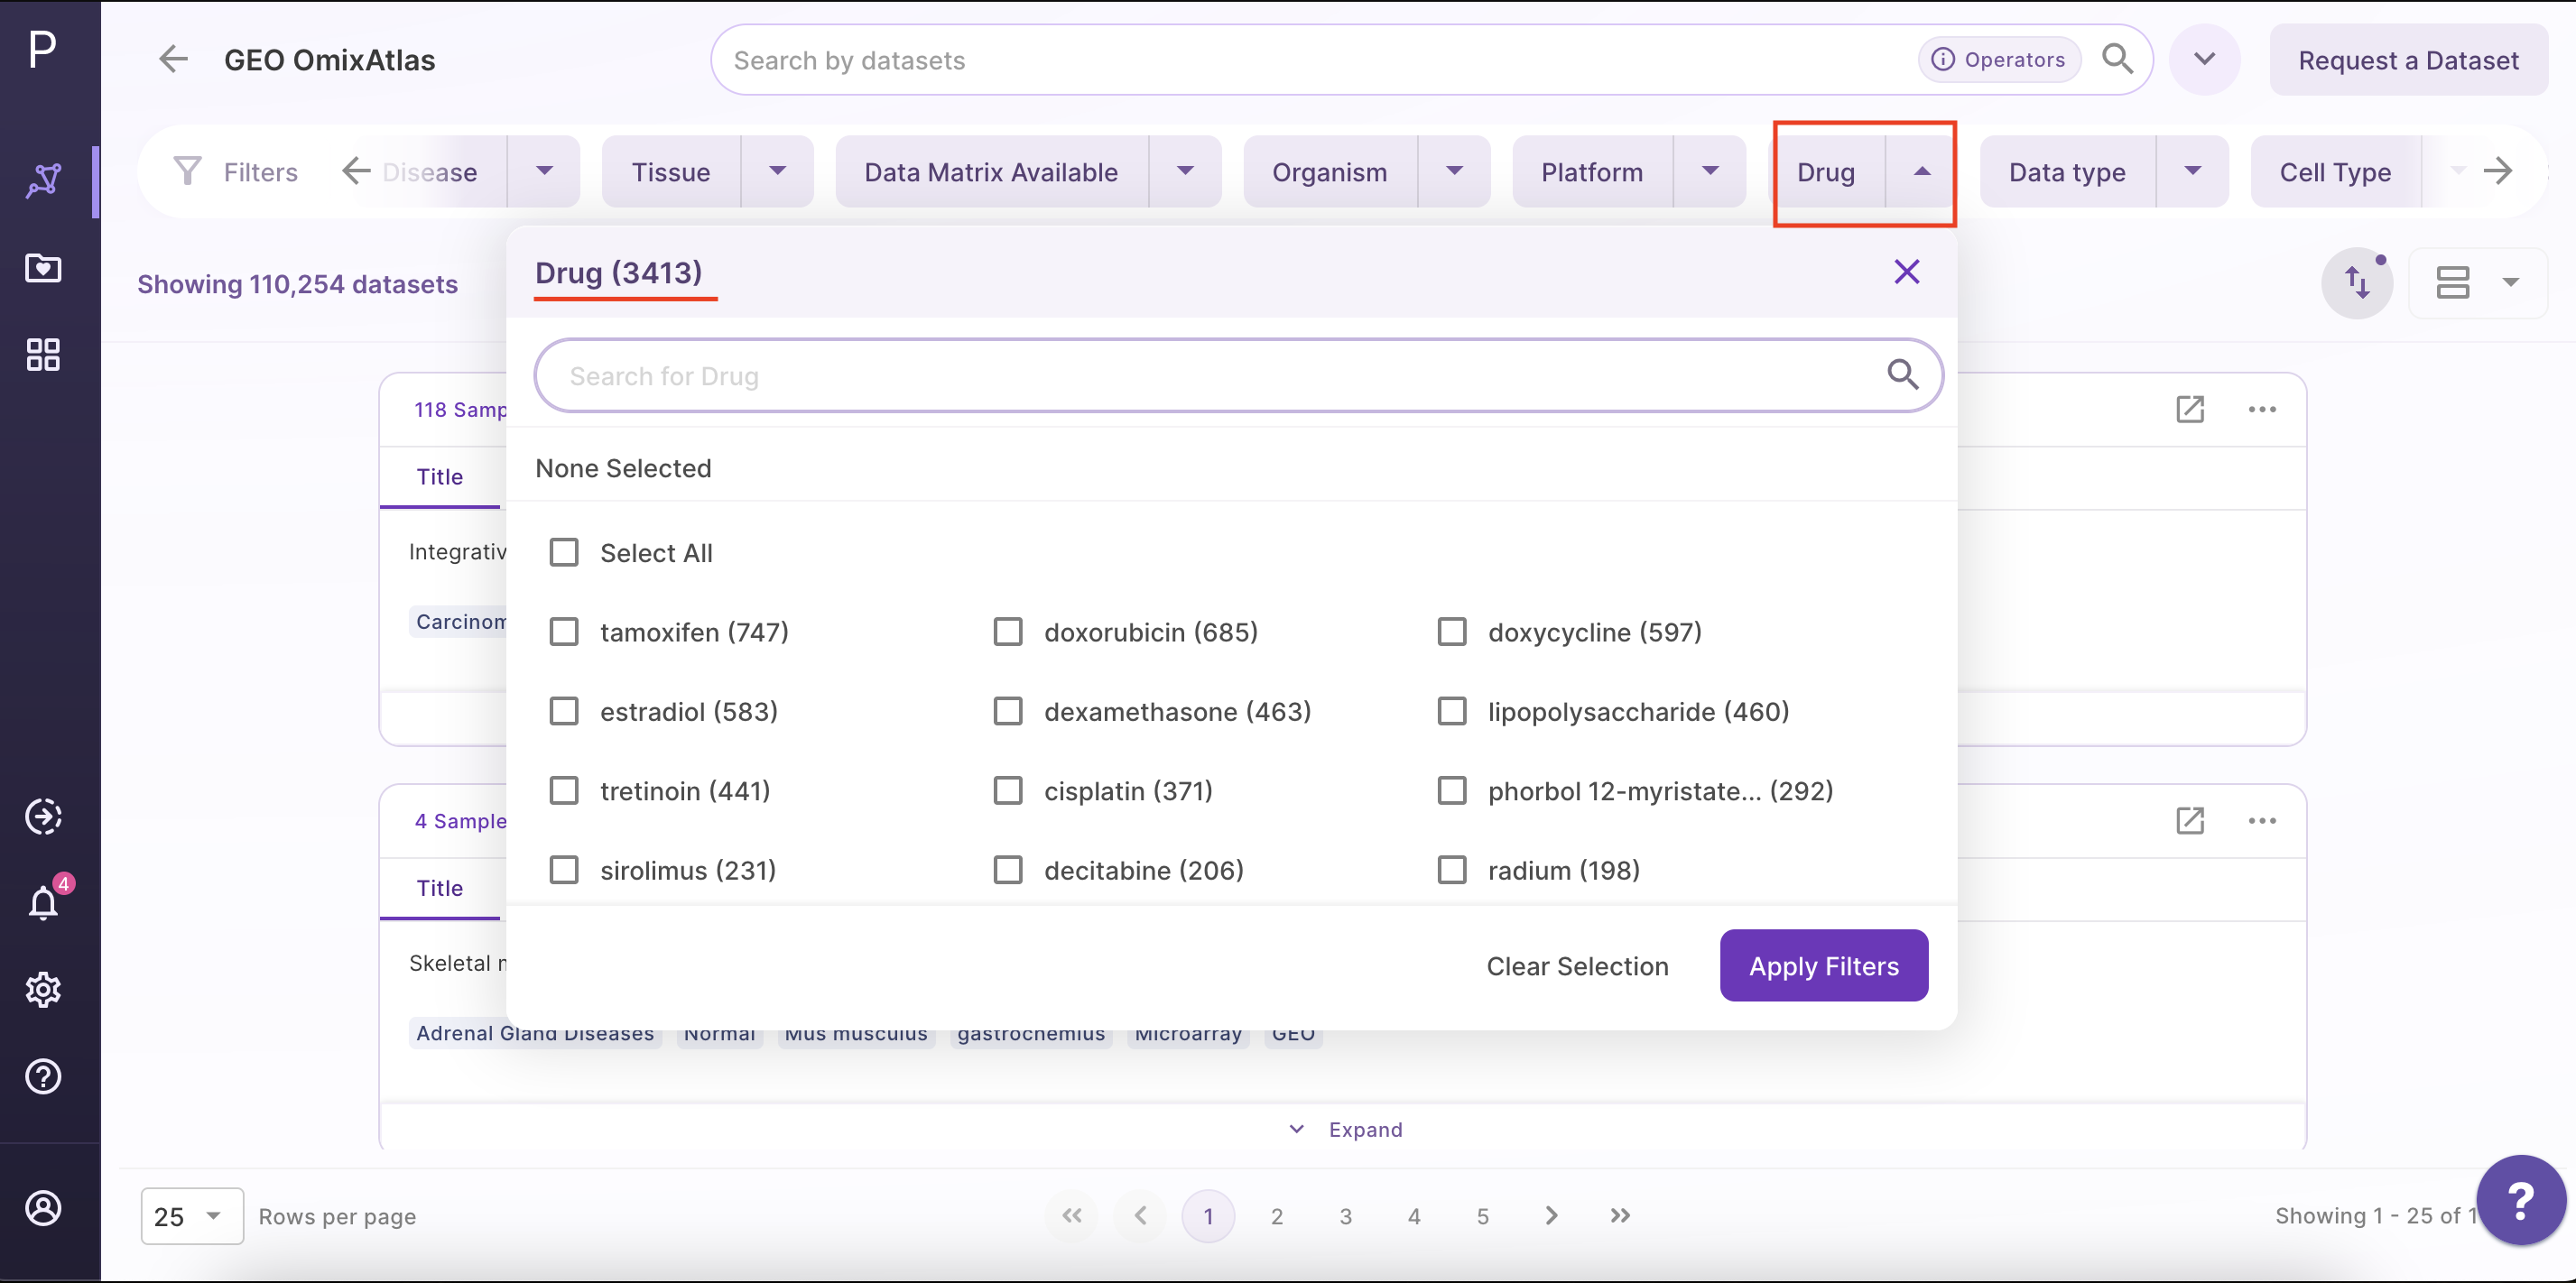 P
GEO OmixAtlas
Search by datasets
Operators
Request a Dataset
Filters
Disease
Tissue
Data Matrix Available
Organism
Platform
Drug
Data type
Cell Type
Showing 110,254 datasets
Drug (3413)
Search for Drug
None Selected
Select All
tamoxifen (747)
doxorubicin (685)
doxycycline (597)
estradiol (583)
dexamethasone (463)
lipopolysaccharide (460)
tretinoin (441)
cisplatin (371)
phorbol 12-myristate... (292)
sirolimus (231)
decitabine (206)
radium (198)
Clear Selection
Apply Filters
118 Samp
Title
Integrativ
Carcinom
4 Sample
Title
Skeletal
Adrenal Gland Diseases
Normal
Mus musculus
gastrocnemius
Microarray
GEO
Expand
4
25
Rows per page
1
2
3
4
5
Showing 1 - 25 of 1
?